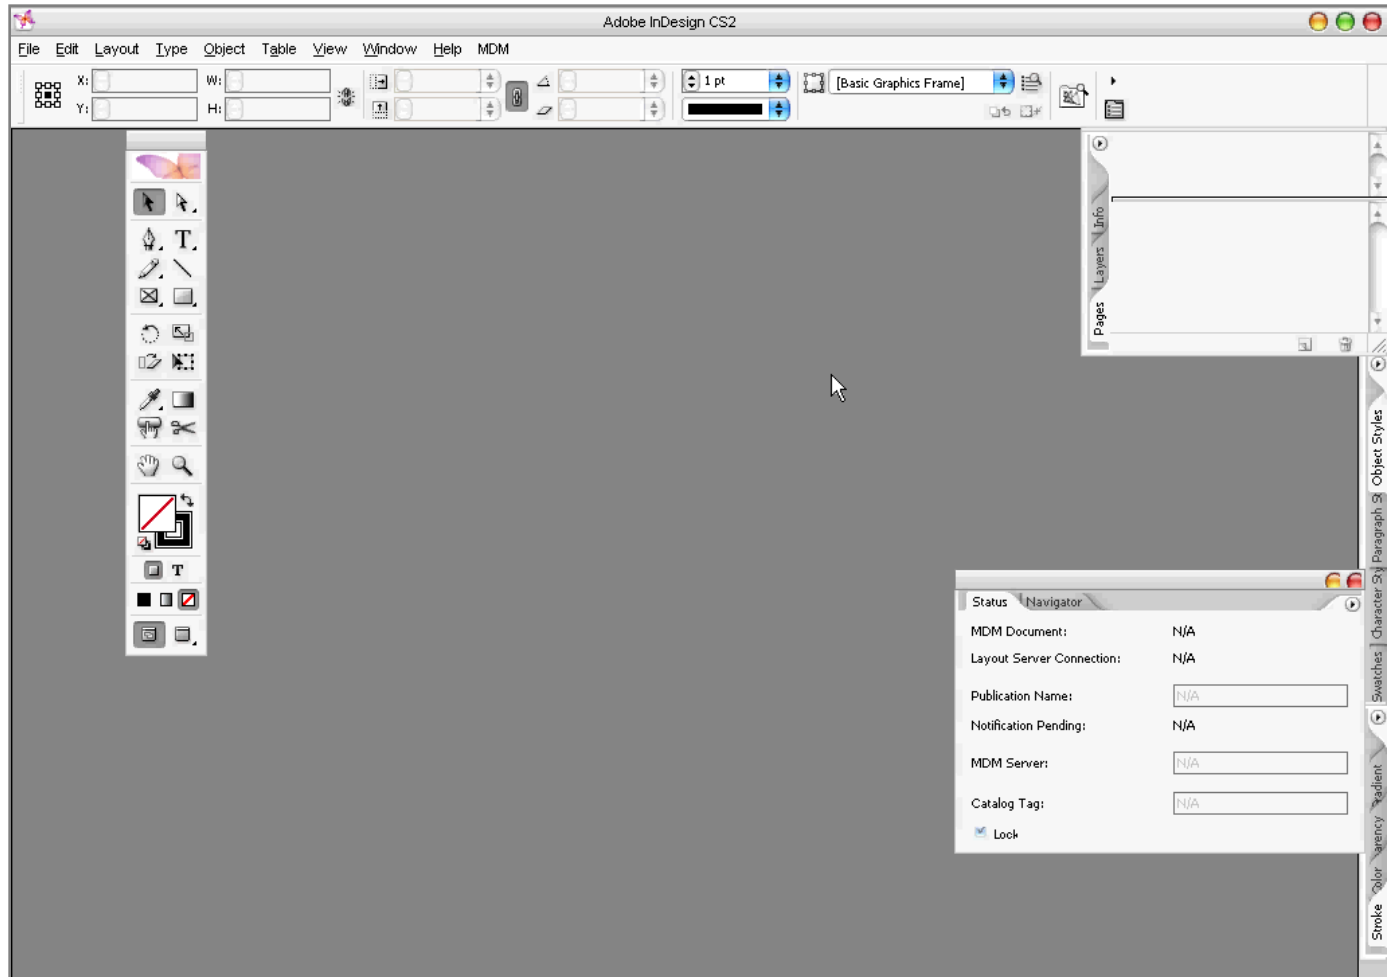 Adobe InDesign CS2
File Edit Layout Type Object Table View Window Help MDM
X: W: 1 pt [Basic Graphics Frame]
Y: H:
Info
Layers
Pages
T
T
Object Styles
Paragraph St
Character Sty
Swatches
Status Navigator
MDM Document: N/A
Layout Server Connection: N/A
Publication Name: N/A
Notification Pending: N/A
MDM Server: N/A
Catalog Tag: N/A
Lock
radient
arency
olor
Stroke